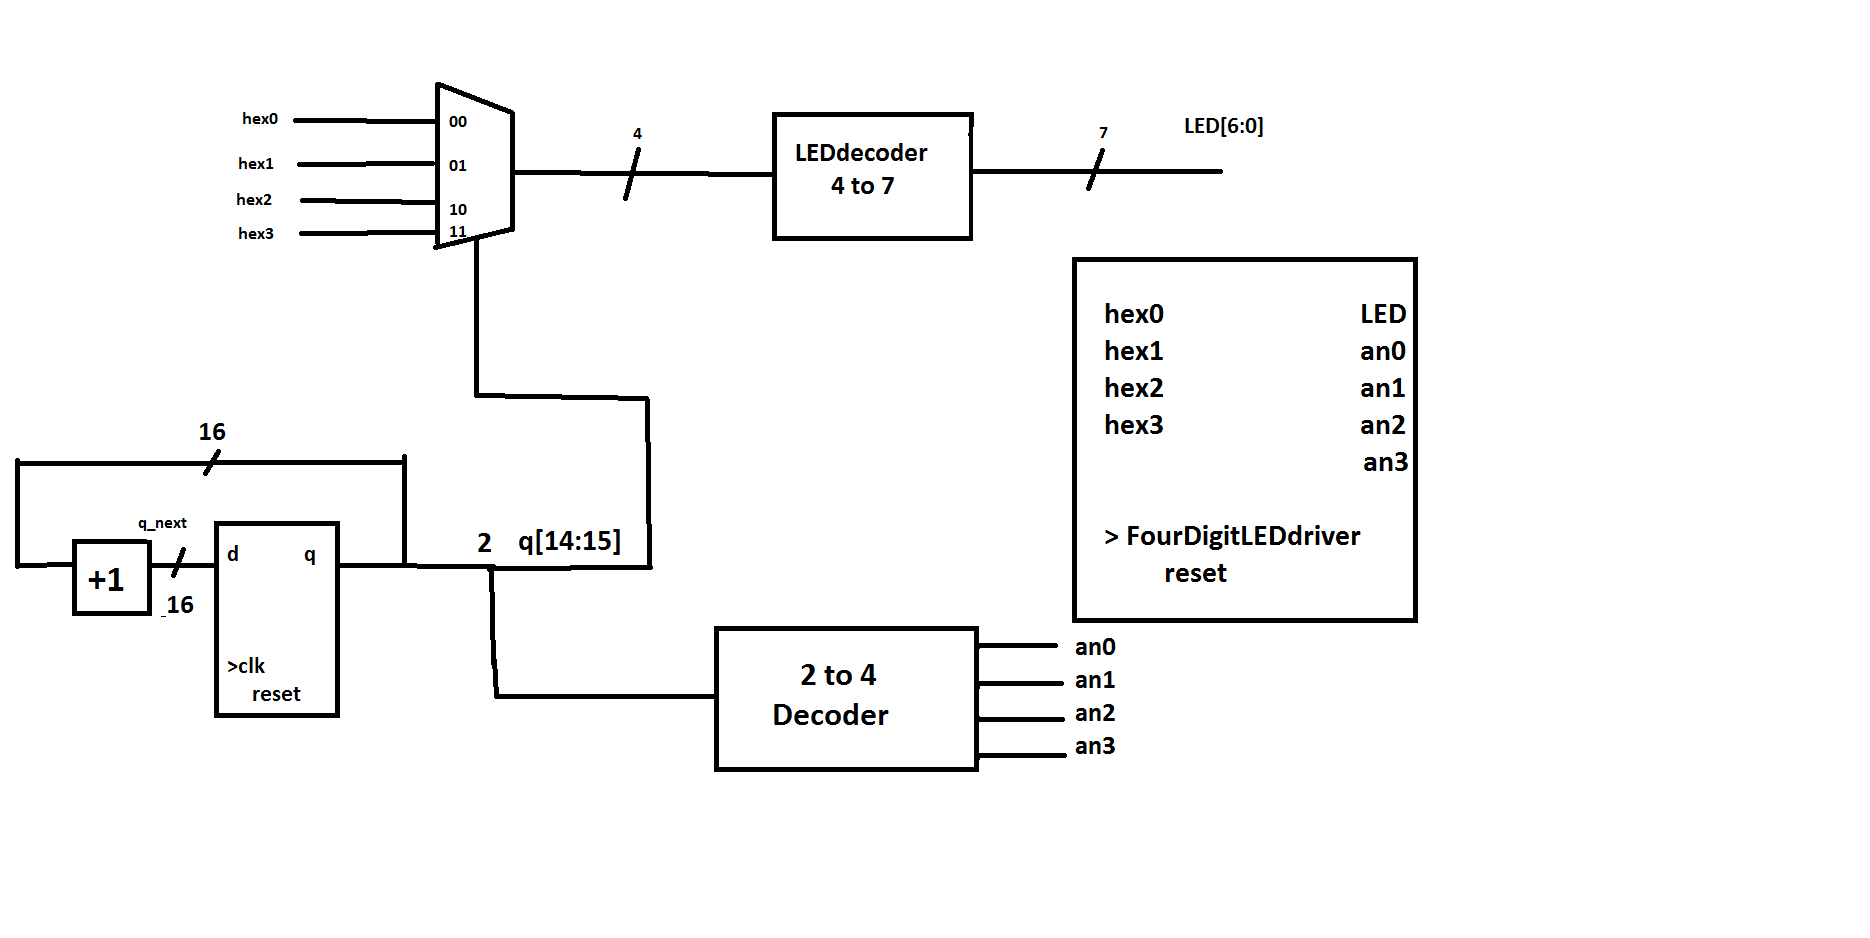 hex0
hex1
hex2
hex3
00
01
10
11
4
LEDdecoder
4 to 7
7
LED[6:0]
hex0
hex1
hex2
hex3
LED
an0
an1
an2
an3
> FourDigitLEDdriver
reset
16
+1
q_next
_16
d
q
>clk
reset
2
q[14:15]
2 to 4
Decoder
an0
an1
an2
an3